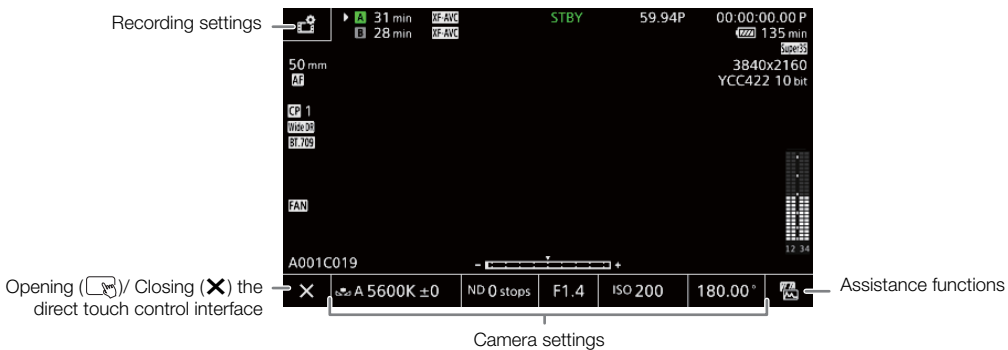 Recording settings
A 31 min XF-AVC STBY 59.94P 00:00:00.00 P
B 28 min XF-AVC 135 min
Super35
50 mm 3840x2160
AF YCC422 10 bit
CP 1
Wide DR
BT.709
FAN
12 34
A001C019 - +
Opening ( )/ Closing (✕) the
direct touch control interface
✕ A 5600K ±0 ND 0 stops F1.4 ISO 200 180.00°
Assistance functions
Camera settings